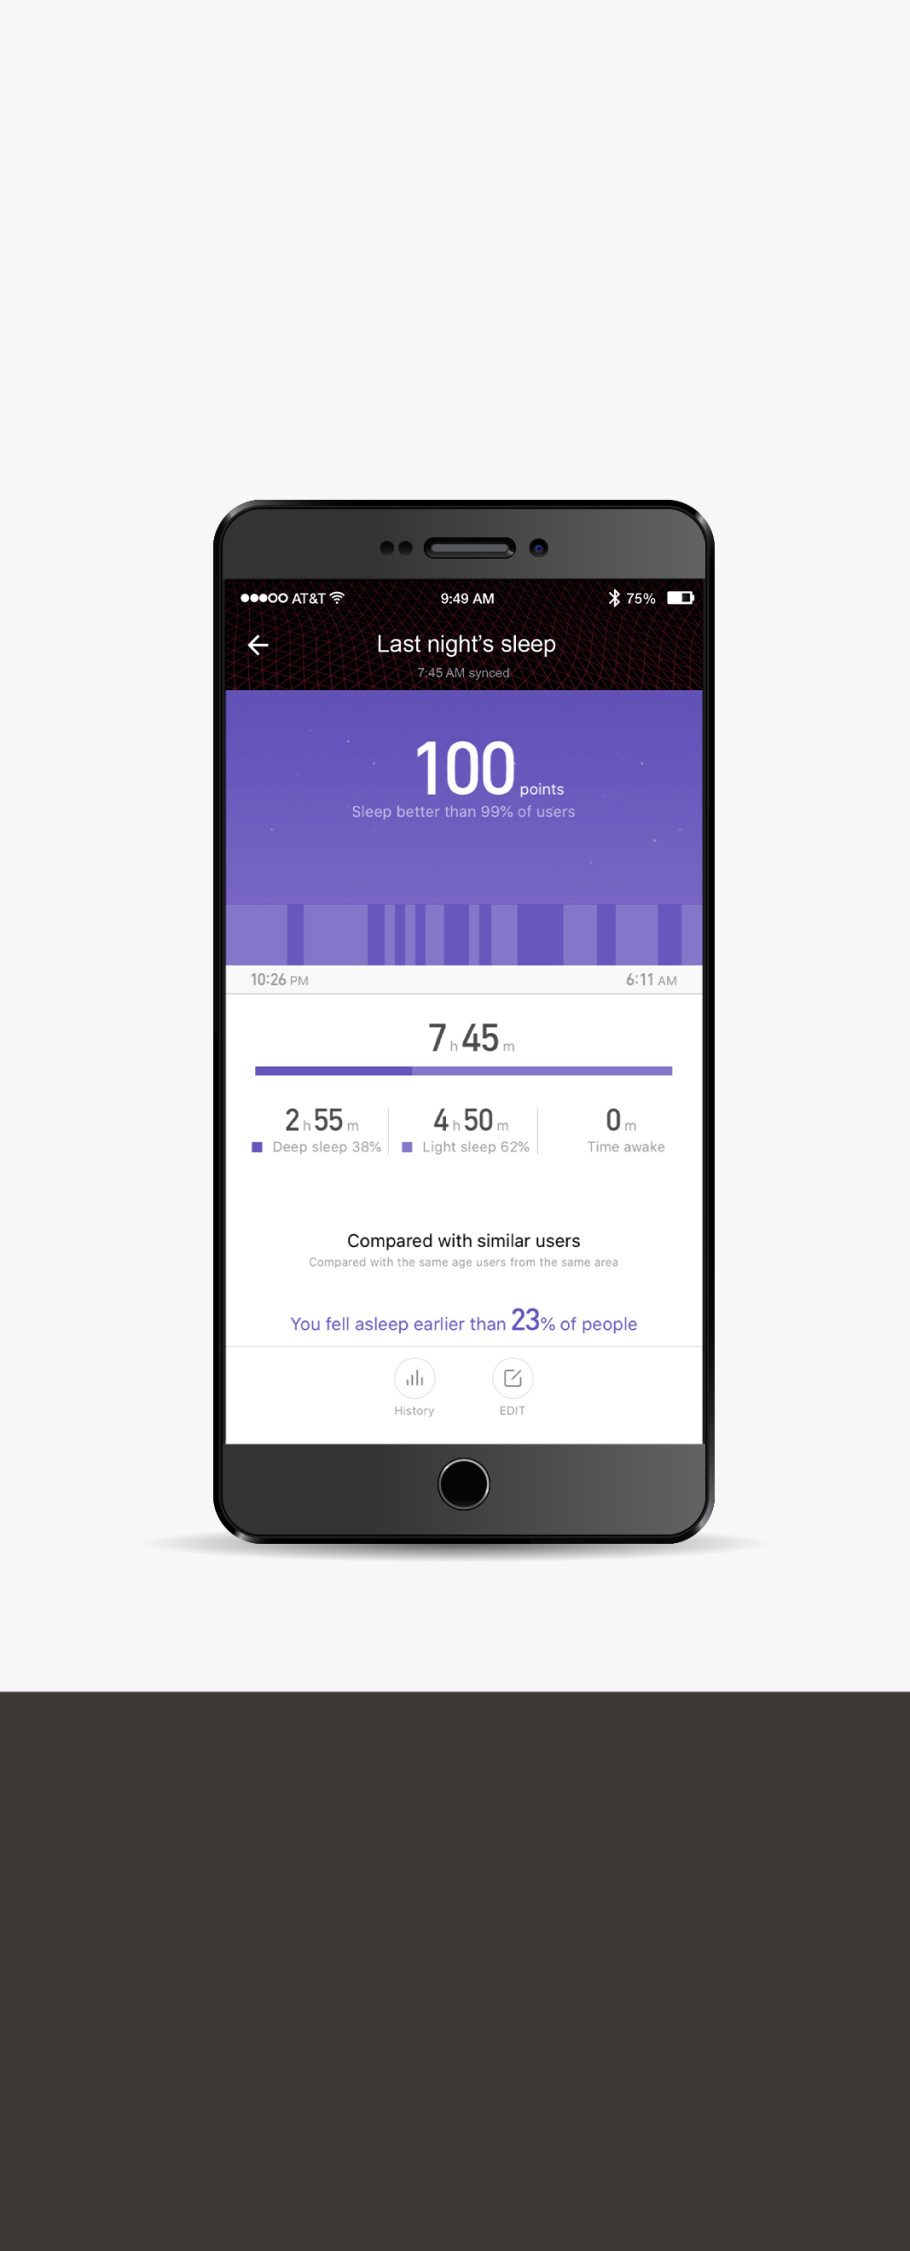 AT&T 9:49 AM 75%
Last night's sleep
7:45 AM synced
100 points
Sleep better than 99% of users
10:26 PM 6:11 AM
7 h 45 m
2 h 55 m 4 h 50 m 0 m
Deep sleep 38% Light sleep 62% Time awake
Compared with similar users
Compared with the same age users from the same area
You fell asleep earlier than 23% of people
History EDIT